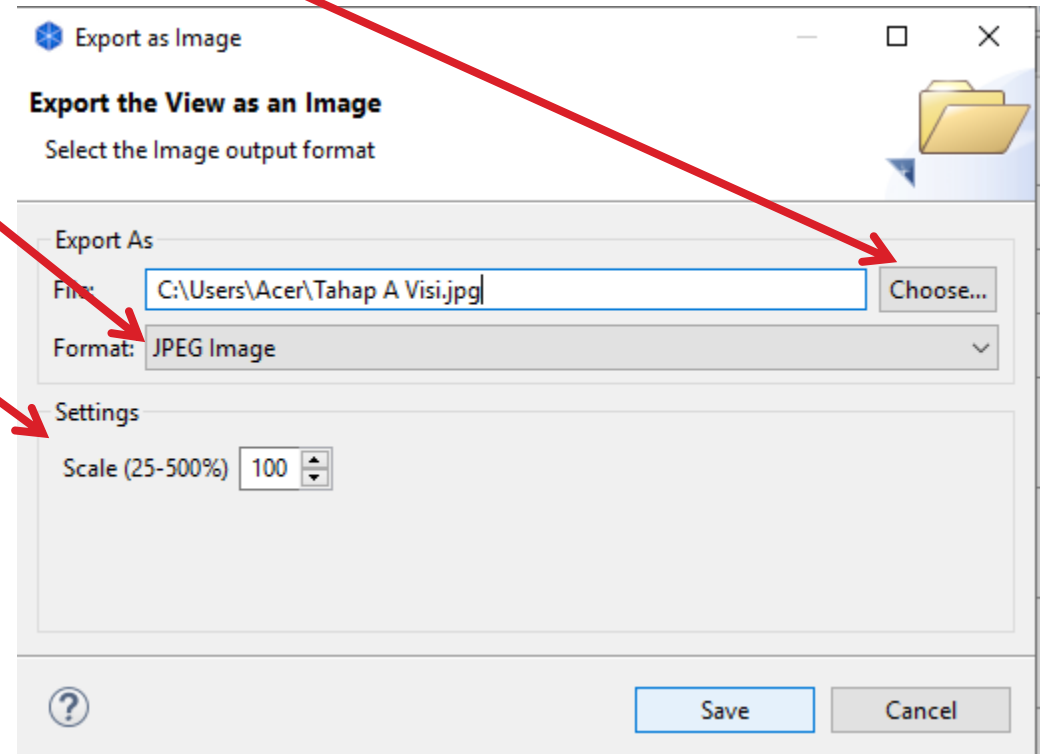 Export as Image
Export the View as an Image
Select the Image output format
Export As
File: C:\Users\Acer\Tahap A Visi.jpg Choose...
Format: JPEG Image
Settings
Scale (25-500%) 100
?
Save Cancel